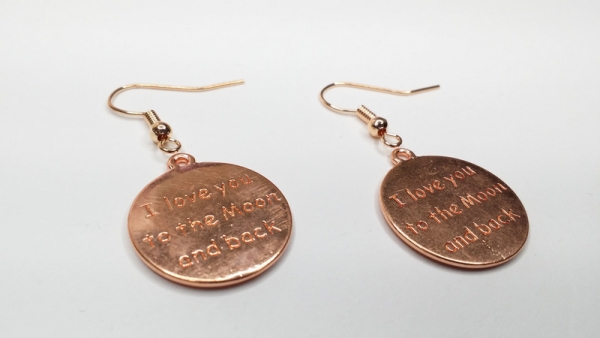 I love you
to the Moon
and back
I love you
to the Moon
and back